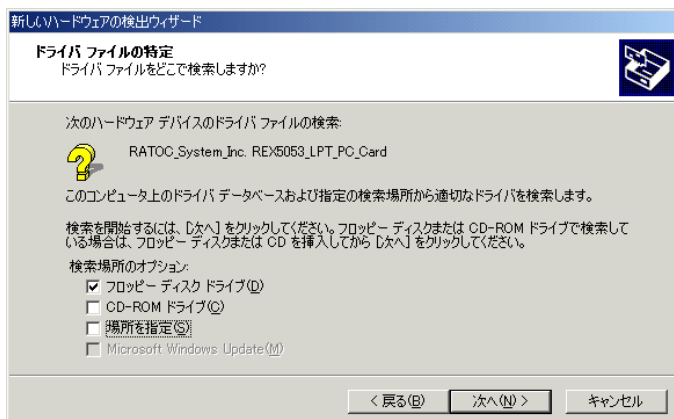 新しいハードウェアの検出ウィザード
ドライバ ファイルの特定
ドライバ ファイルをどこで検索しますか?
次のハードウェア デバイスのドライバ ファイルの検索:
RATOC_System_Inc. REX5053_LPT_PC_Card
このコンピュータ上のドライバ データベースおよび指定の検索場所から適切なドライバを検索します。
検索を開始するには、[次へ] をクリックしてください。フロッピー ディスクまたは CD-ROM ドライブで検索して
いる場合は、フロッピー ディスクまたは CD を挿入してから [次へ] をクリックしてください。
検索場所のオプション:
フロッピー ディスク ドライブ(D)
CD-ROM ドライブ(C)
場所を指定(S)
Microsoft Windows Update(M)
< 戻る(B) 次へ(N) > キャンセル